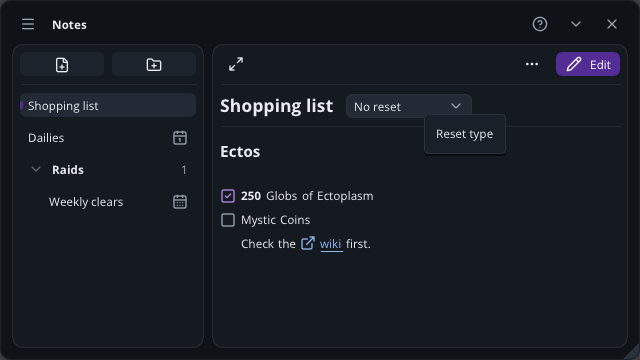 Notes
Shopping list
Dailies
Raids 1
Weekly clears
Edit
Shopping list No reset
Reset type
Ectos
250 Globs of Ectoplasm
Mystic Coins
Check the wiki first.